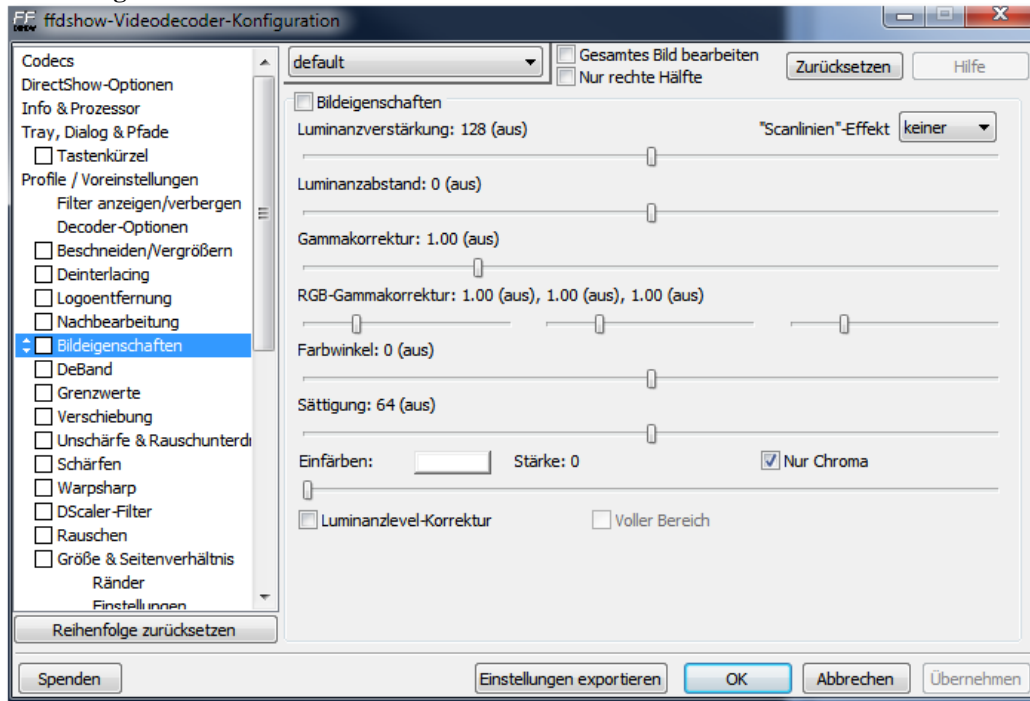 ffdshow-Videodecoder-Konfiguration
Codecs
DirectShow-Optionen
Info & Prozessor
Tray, Dialog & Pfade
Tastenkürzel
Profile / Voreinstellungen
Filter anzeigen/verbergen
Decoder-Optionen
Beschneiden/Vergrößern
Deinterlacing
Logoentfernung
Nachbearbeitung
Bildeigenschaften
DeBand
Grenzwerte
Verschiebung
Unschärfe & Rauschunterdr
Schärfen
Warpsharp
DScaler-Filter
Rauschen
Größe & Seitenverhältnis
Ränder
Einstellungen
Reihenfolge zurücksetzen
default
Gesamtes Bild bearbeiten
Nur rechte Hälfte
Zurücksetzen
Hilfe
Bildeigenschaften
Luminanzverstärkung: 128 (aus)
"Scanlinien"-Effekt keiner
Luminanzabstand: 0 (aus)
Gammakorrektur: 1.00 (aus)
RGB-Gammakorrektur: 1.00 (aus), 1.00 (aus), 1.00 (aus)
Farbwinkel: 0 (aus)
Sättigung: 64 (aus)
Einfärben: Stärke: 0 Nur Chroma
Luminanzlevel-Korrektur Voller Bereich
Spenden Einstellungen exportieren OK Abbrechen Übernehmen